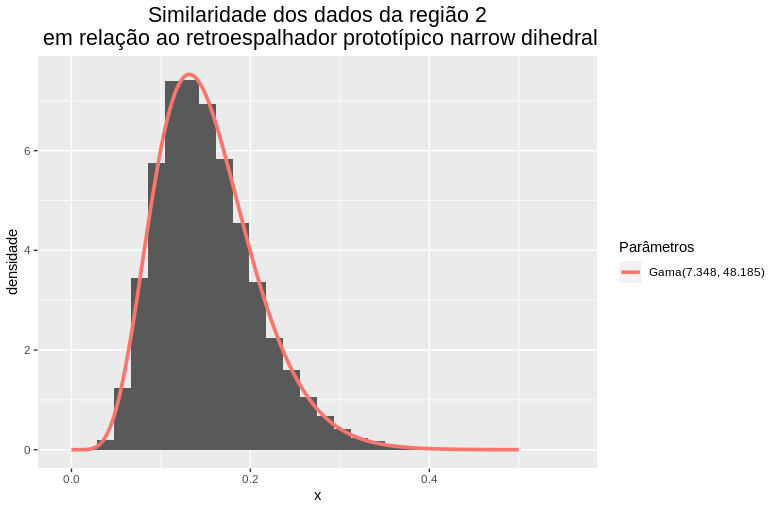 Similaridade dos dados da região 2
em relação ao retroespalhador prototípico narrow dihedral
densidade
6
4
2
0
0.0
0.2
0.4
x
Parâmetros
Gama(7.348, 48.185)